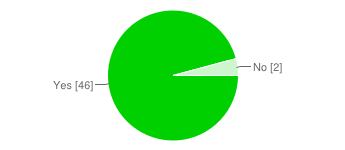 Yes [46]
No [2]